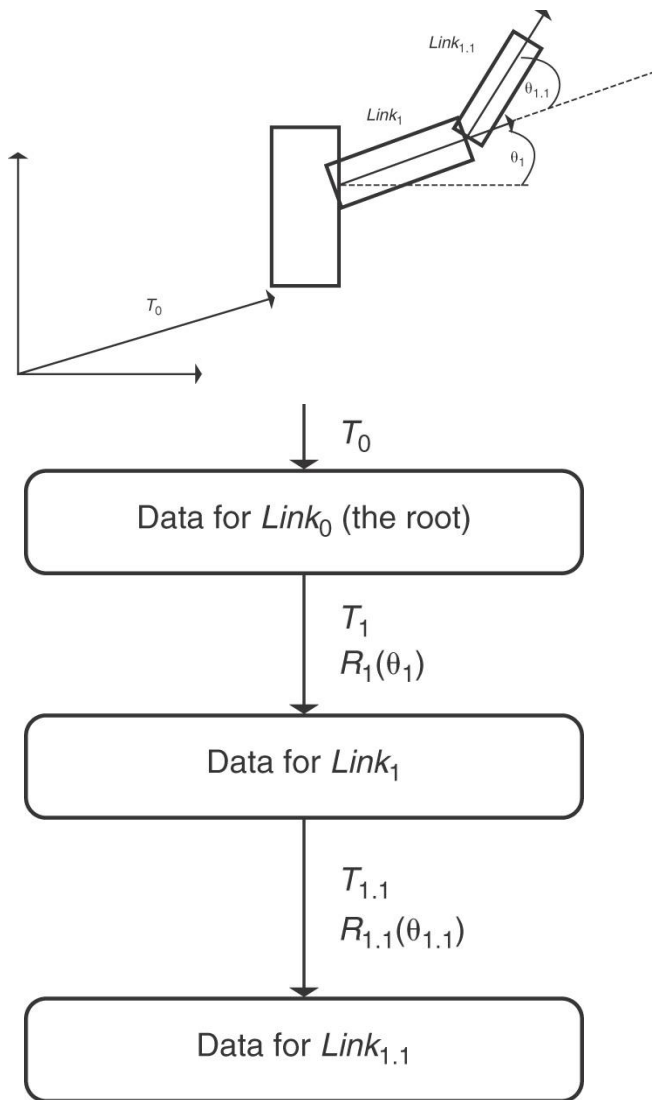 Link₁.₁
θ₁.₁
Link₁
θ₁
T₀
T₀
Data for Link₀ (the root)
T₁
R₁(θ₁)
Data for Link₁
T₁.₁
R₁.₁(θ₁.₁)
Data for Link₁.₁